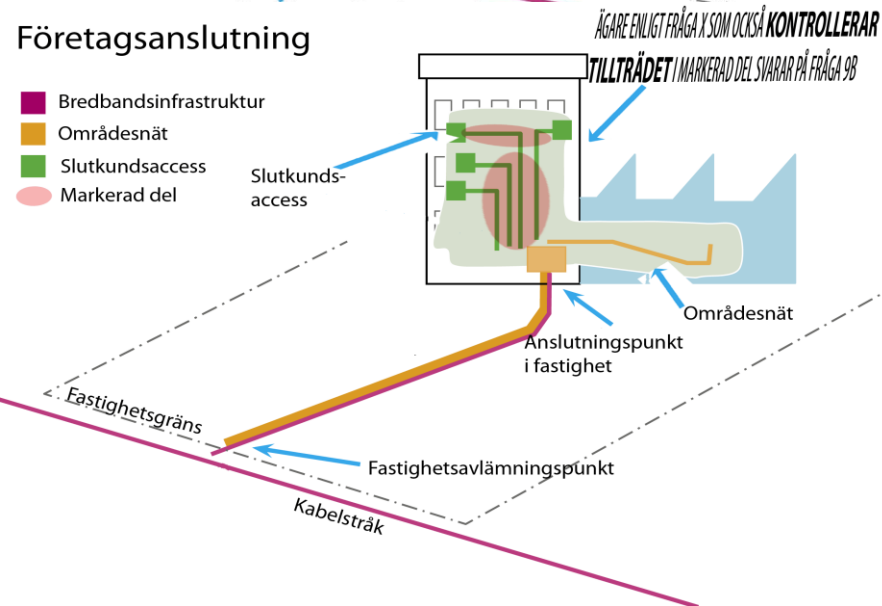 Företagsanslutning
ÄGARE ENLIGT FRÅGA X SOM OCKSÅ KONTROLLERAR
TILLTRÄDET I MARKERAD DEL SVARAR PÅ FRÅGA 9B
Bredbandsinfrastruktur
Områdesnät
Slutkundsaccess
Markerad del
Slutkunds-
access
Områdesnät
Anslutningspunkt
i fastighet
Fastighetsgräns
Fastighetsavlämningspunkt
Kabelstråk